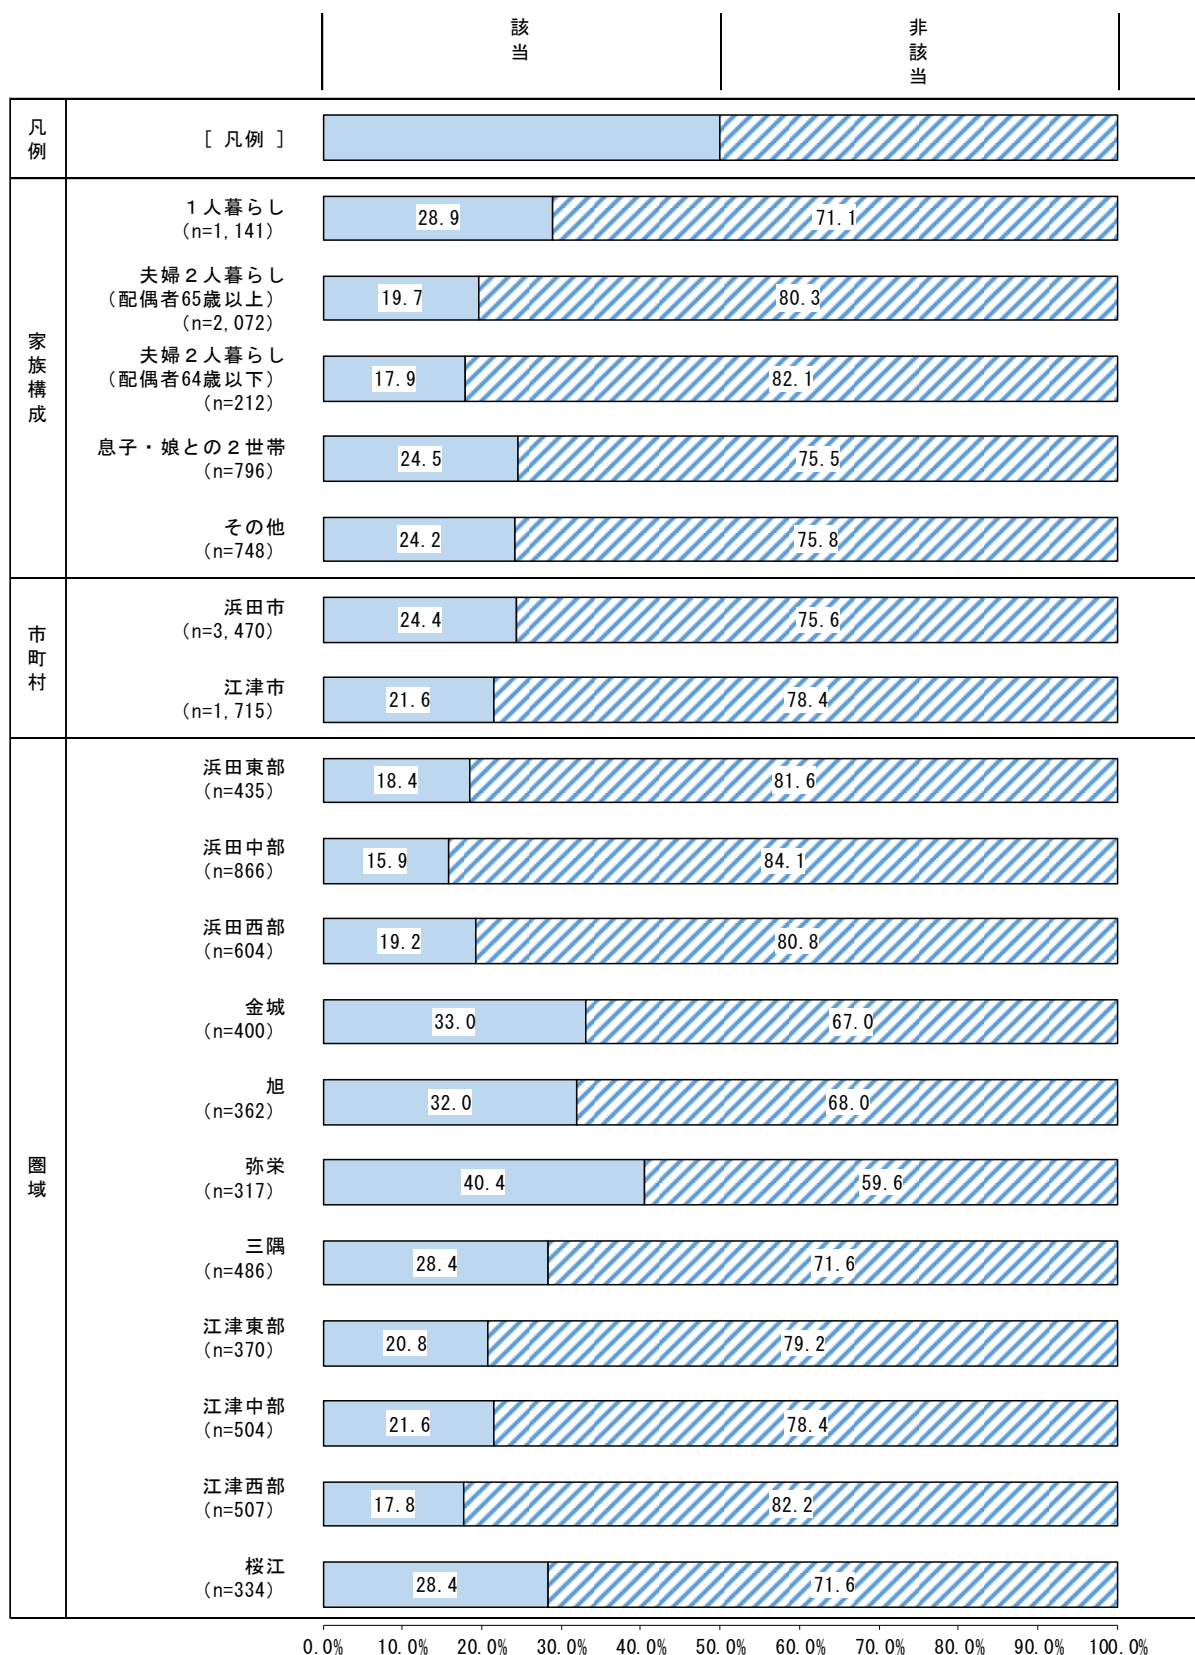 該当
非該当
凡例
[ 凡例 ]
家族構成
1人暮らし
(n=1,141)
28.9
71.1
夫婦2人暮らし
(配偶者65歳以上)
(n=2,072)
19.7
80.3
夫婦2人暮らし
(配偶者64歳以下)
(n=212)
17.9
82.1
息子・娘との2世帯
(n=796)
24.5
75.5
その他
(n=748)
24.2
75.8
市町村
浜田市
(n=3,470)
24.4
75.6
江津市
(n=1,715)
21.6
78.4
圏域
浜田東部
(n=435)
18.4
81.6
浜田中部
(n=866)
15.9
84.1
浜田西部
(n=604)
19.2
80.8
金城
(n=400)
33.0
67.0
旭
(n=362)
32.0
68.0
弥栄
(n=317)
40.4
59.6
三隅
(n=486)
28.4
71.6
江津東部
(n=370)
20.8
79.2
江津中部
(n=504)
21.6
78.4
江津西部
(n=507)
17.8
82.2
桜江
(n=334)
28.4
71.6
0.0% 10.0% 20.0% 30.0% 40.0% 50.0% 60.0% 70.0% 80.0% 90.0% 100.0%